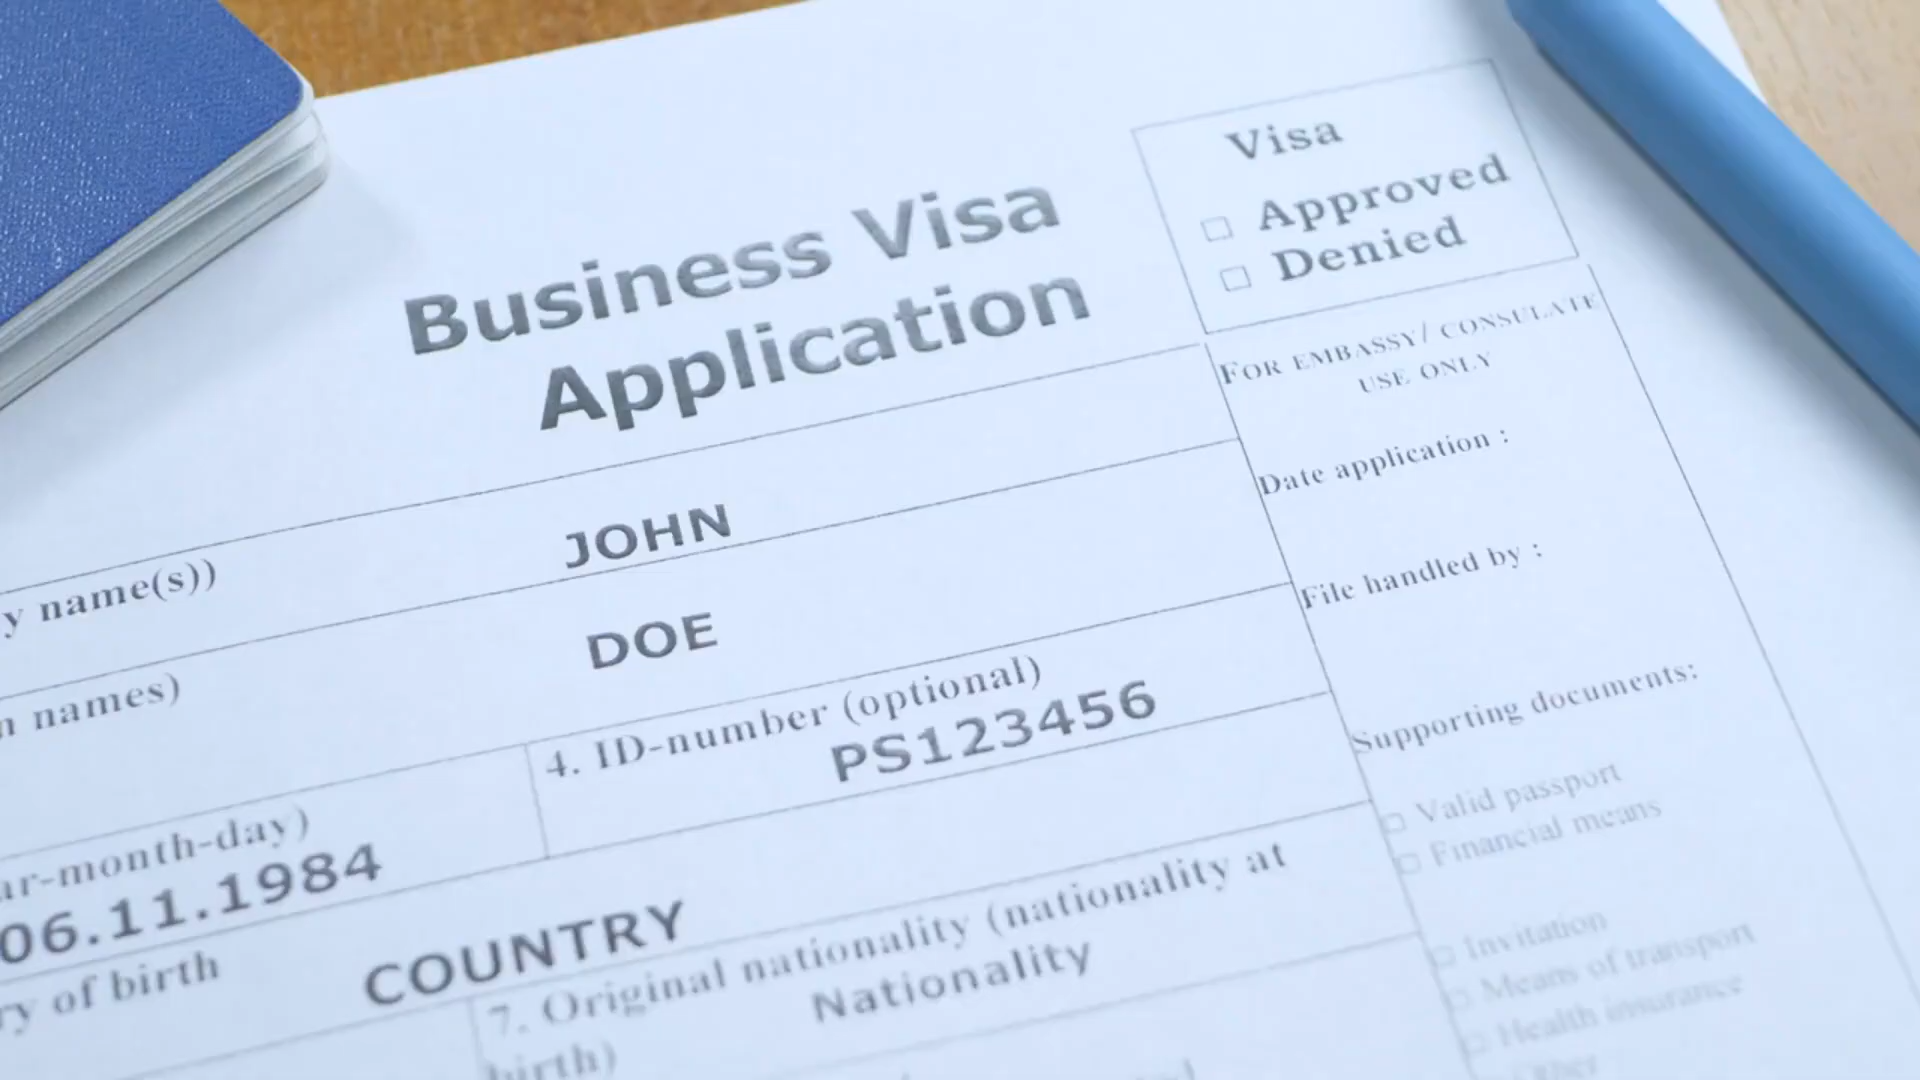 Business Visa
Application
Visa
□ Approved
□ Denied
FOR EMBASSY/ CONSULATE
USE ONLY
Date application :
File handled by :
Supporting documents:
□ Valid passport
□ Financial means
□ Invitation
□ Means of transport
□ Health insurance
□ Other
y name(s))
JOHN
n names)
DOE
ar-month-day)
06.11.1984
4. ID-number (optional)
PS123456
ry of birth
COUNTRY
7. Original nationality (nationality at
birth)
Nationality